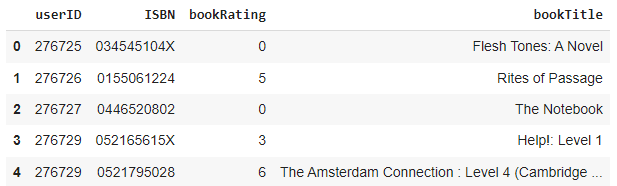 userID ISBN bookRating bookTitle
0 276725 034545104X 0 Flesh Tones: A Novel
1 276726 0155061224 5 Rites of Passage
2 276727 0446520802 0 The Notebook
3 276729 052165615X 3 Help!: Level 1
4 276729 0521795028 6 The Amsterdam Connection : Level 4 (Cambridge ...